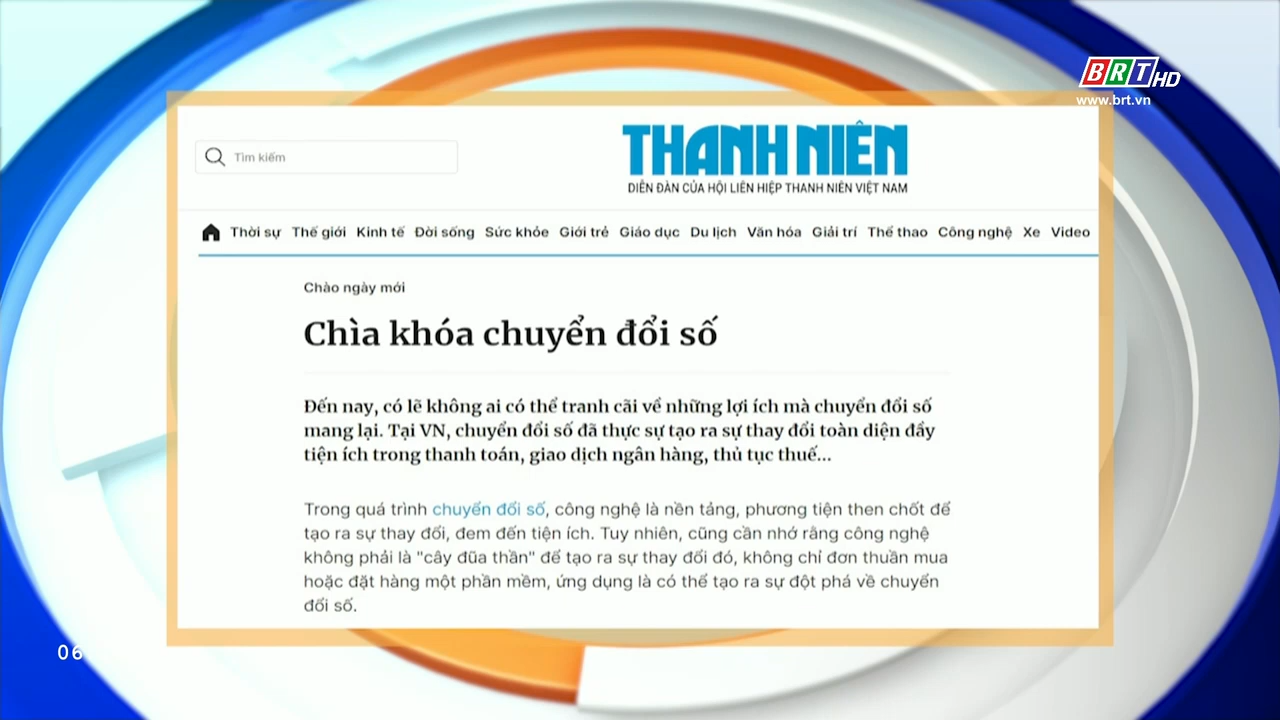 BRT HD
www.brt.vn
Tìm kiếm
THANH NIÊN
DIỄN ĐÀN CỦA HỘI LIÊN HIỆP THANH NIÊN VIỆT NAM
Thời sự Thế giới Kinh tế Đời sống Sức khỏe Giới trẻ Giáo dục Du lịch Văn hóa Giải trí Thể thao Công nghệ Xe Video
Chào ngày mới
Chìa khóa chuyển đổi số
Đến nay, có lẽ không ai có thể tranh cãi về những lợi ích mà chuyển đổi số
mang lại. Tại VN, chuyển đổi số đã thực sự tạo ra sự thay đổi toàn diện đầy
tiện ích trong thanh toán, giao dịch ngân hàng, thủ tục thuế...
Trong quá trình chuyển đổi số, công nghệ là nền tảng, phương tiện then chốt để
tạo ra sự thay đổi, đem đến tiện ích. Tuy nhiên, cũng cần nhớ rằng công nghệ
không phải là "cây đũa thần" để tạo ra sự thay đổi đó, không chỉ đơn thuần mua
hoặc đặt hàng một phần mềm, ứng dụng là có thể tạo ra sự đột phá về chuyển
đổi số.
06